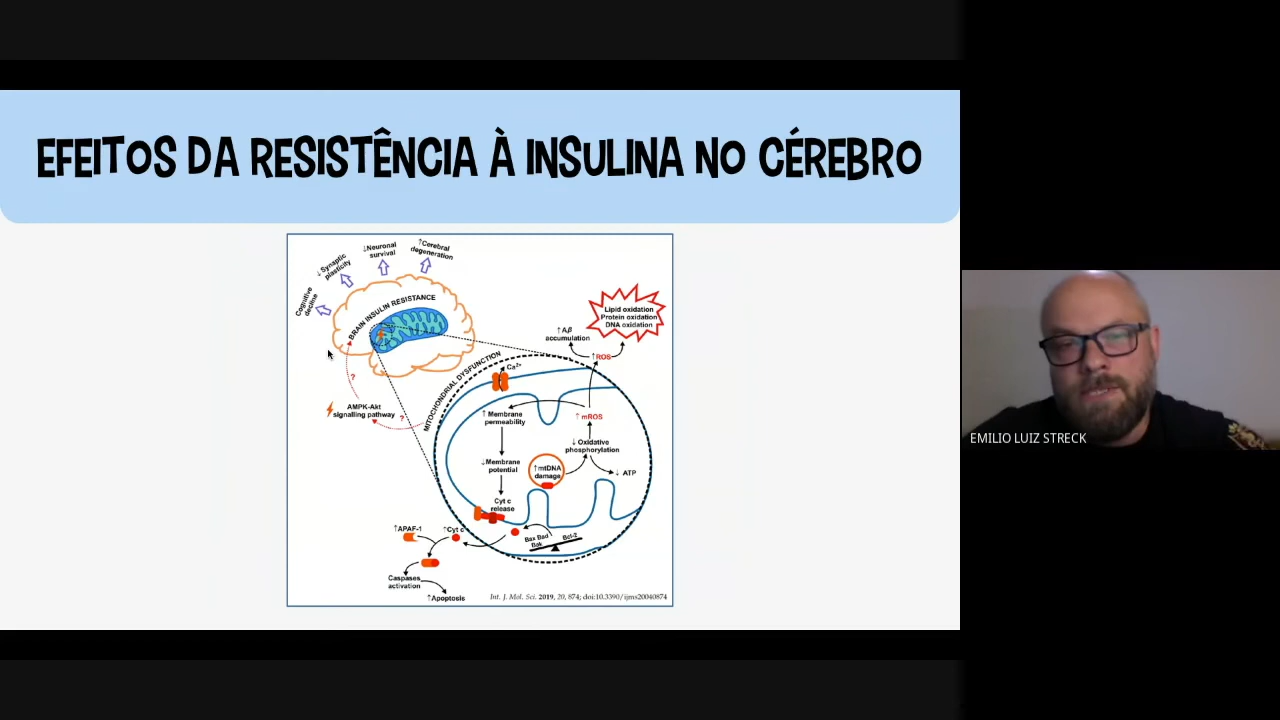 EFEITOS DA RESISTÊNCIA À INSULINA NO CÉREBRO
Cognitive
decline
↓ Synaptic
plasticity
↓Neuronal
survival
↑Cerebral
degeneration
BRAIN INSULIN RESISTANCE
Lipid oxidation
Protein oxidation
DNA oxidation
↑Aβ
accumulation
↑ROS
MITOCHONDRIAL DYSFUNCTION
Ca²⁺
?
AMPK-Akt
signalling pathway
?
↑ Membrane
permeability
↑ mROS
↓ Oxidative
phosphorylation
↓Membrane
potential
↑mtDNA
damage
↓ ATP
Cyt c
release
↑APAF-1
↑Cyt c
Bax Bad
Bak
Bcl-2
Caspases
activation
↑Apoptosis
Int. J. Mol. Sci. 2019, 20, 874; doi:10.3390/ijms20040874
EMILIO LUIZ STRECK